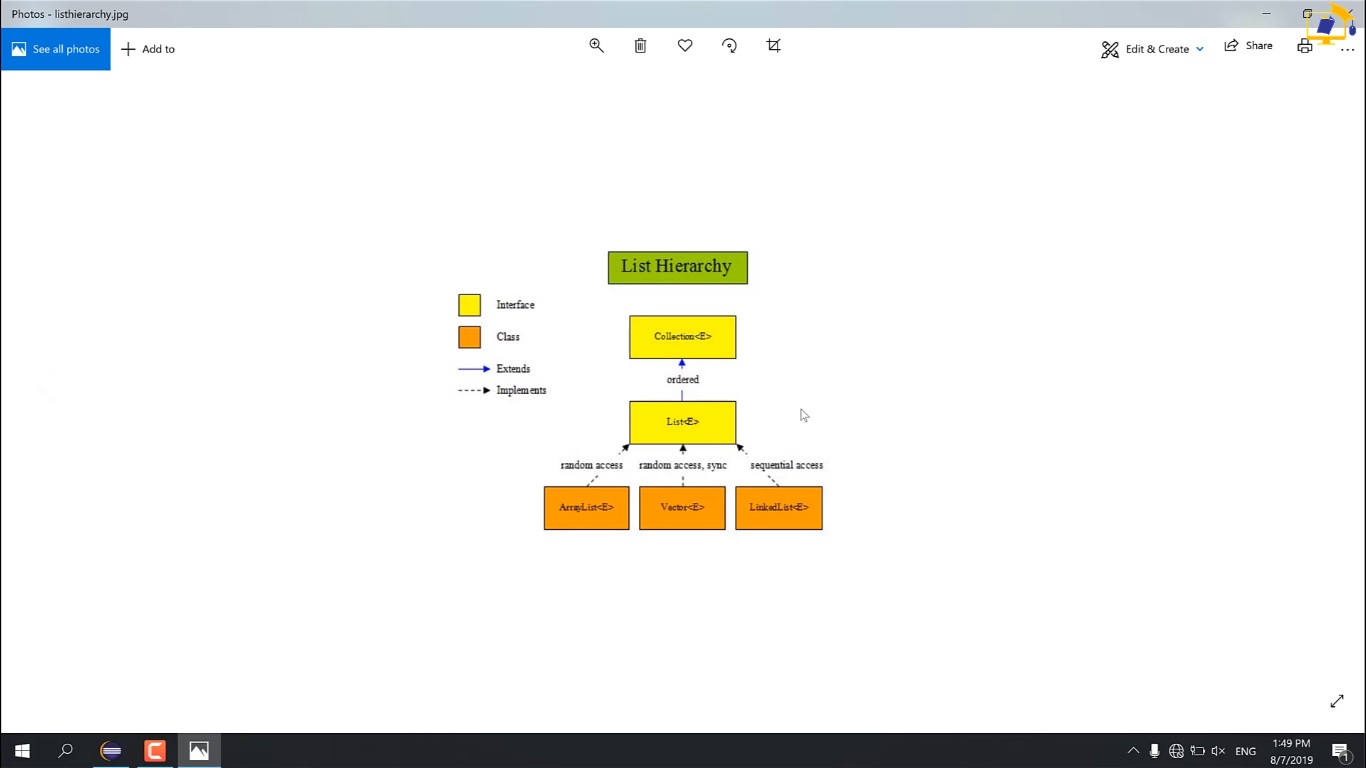 Photos - listhierarchy.jpg
See all photos
Add to
Edit & Create
Share
List Hierarchy
Interface
Class
Extends
Implements
Collection<E>
ordered
List<E>
random access
random access, sync
sequential access
ArrayList<E>
Vector<E>
LinkedList<E>
ENG
1:49 PM
8/7/2019
1